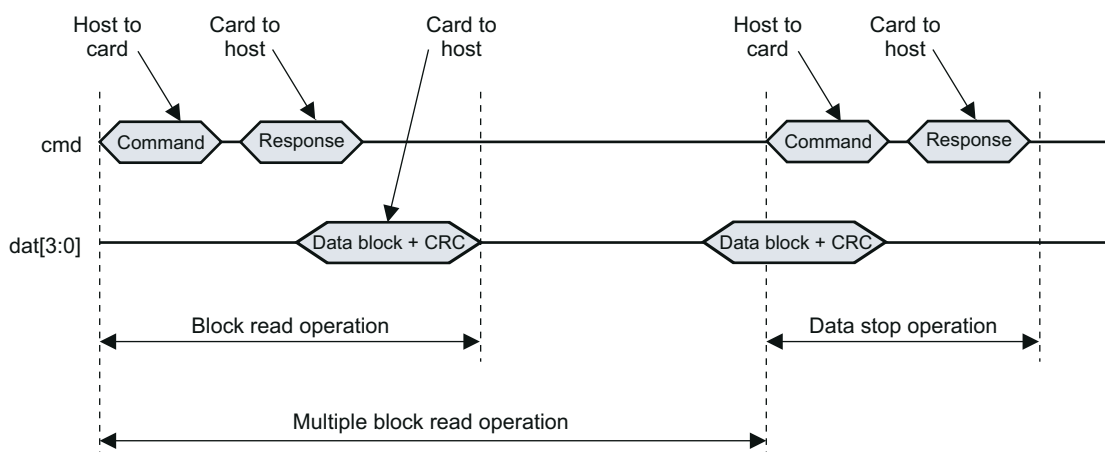 Host to
card
Card to
host
Card to
host
Host to
card
Card to
host
cmd
Command
Response
Command
Response
dat[3:0]
Data block + CRC
Data block + CRC
Block read operation
Data stop operation
Multiple block read operation